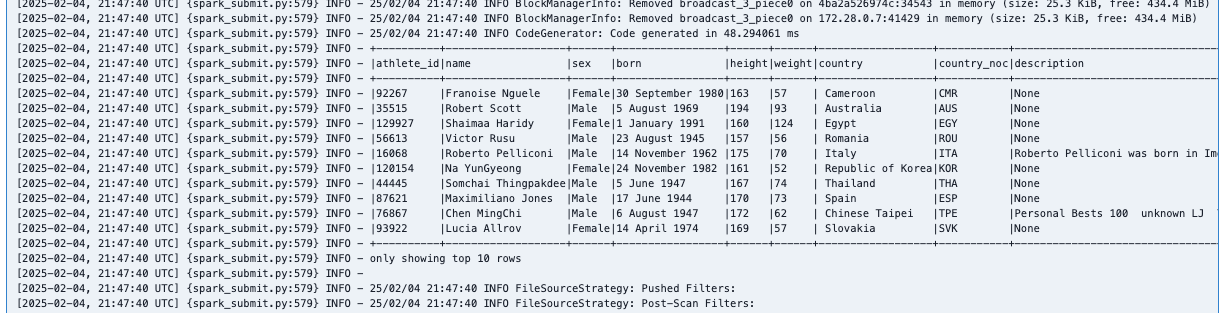 [2025-02-04, 21:47:40 UTC] {spark_submit.py:579} INFO - 25/02/04 21:47:40 INFO BlockManagerInfo: Removed broadcast_3_piece0 on 4ba2a526974c:34543 in memory (size: 25.3 KiB, free: 434.4 MiB)
[2025-02-04, 21:47:40 UTC] {spark_submit.py:579} INFO - 25/02/04 21:47:40 INFO BlockManagerInfo: Removed broadcast_3_piece0 on 172.28.0.7:41429 in memory (size: 25.3 KiB, free: 434.4 MiB)
[2025-02-04, 21:47:40 UTC] {spark_submit.py:579} INFO - 25/02/04 21:47:40 INFO CodeGenerator: Code generated in 48.294061 ms
[2025-02-04, 21:47:40 UTC] {spark_submit.py:579} INFO - +----------+--------------------+------+-----------------+------+------+-------------------+-----------+--------------------------------
[2025-02-04, 21:47:40 UTC] {spark_submit.py:579} INFO - |athlete_id|name                |sex   |born             |height|weight|country            |country_noc|description
[2025-02-04, 21:47:40 UTC] {spark_submit.py:579} INFO - +----------+--------------------+------+-----------------+------+------+-------------------+-----------+--------------------------------
[2025-02-04, 21:47:40 UTC] {spark_submit.py:579} INFO - |92267     |Franoise Nguele     |Female|30 September 1980|163   |57    | Cameroon          |CMR        |None
[2025-02-04, 21:47:40 UTC] {spark_submit.py:579} INFO - |35515     |Robert Scott        |Male  |5 August 1969    |194   |93    | Australia         |AUS        |None
[2025-02-04, 21:47:40 UTC] {spark_submit.py:579} INFO - |129927    |Shaimaa Haridy      |Female|1 January 1991   |160   |124   | Egypt             |EGY        |None
[2025-02-04, 21:47:40 UTC] {spark_submit.py:579} INFO - |56613     |Victor Rusu         |Male  |23 August 1945   |157   |56    | Romania           |ROU        |None
[2025-02-04, 21:47:40 UTC] {spark_submit.py:579} INFO - |16068     |Roberto Pelliconi   |Male  |14 November 1962 |175   |70    | Italy             |ITA        |Roberto Pelliconi was born in Im
[2025-02-04, 21:47:40 UTC] {spark_submit.py:579} INFO - |120154    |Na YunGyeong        |Female|24 November 1982 |161   |52    | Republic of Korea|KOR        |None
[2025-02-04, 21:47:40 UTC] {spark_submit.py:579} INFO - |44445     |Somchai Thingpakdee|Male  |5 June 1947      |167   |74    | Thailand          |THA        |None
[2025-02-04, 21:47:40 UTC] {spark_submit.py:579} INFO - |87621     |Maximiliano Jones   |Male  |17 June 1944     |170   |73    | Spain             |ESP        |None
[2025-02-04, 21:47:40 UTC] {spark_submit.py:579} INFO - |76867     |Chen MingChi        |Male  |6 August 1947    |172   |62    | Chinese Taipei    |TPE        |Personal Bests 100  unknown LJ
[2025-02-04, 21:47:40 UTC] {spark_submit.py:579} INFO - |93922     |Lucia Allrov        |Female|14 April 1974    |169   |57    | Slovakia          |SVK        |None
[2025-02-04, 21:47:40 UTC] {spark_submit.py:579} INFO - +----------+--------------------+------+-----------------+------+------+-------------------+-----------+--------------------------------
[2025-02-04, 21:47:40 UTC] {spark_submit.py:579} INFO - only showing top 10 rows
[2025-02-04, 21:47:40 UTC] {spark_submit.py:579} INFO -
[2025-02-04, 21:47:40 UTC] {spark_submit.py:579} INFO - 25/02/04 21:47:40 INFO FileSourceStrategy: Pushed Filters:
[2025-02-04, 21:47:40 UTC] {spark_submit.py:579} INFO - 25/02/04 21:47:40 INFO FileSourceStrategy: Post-Scan Filters: